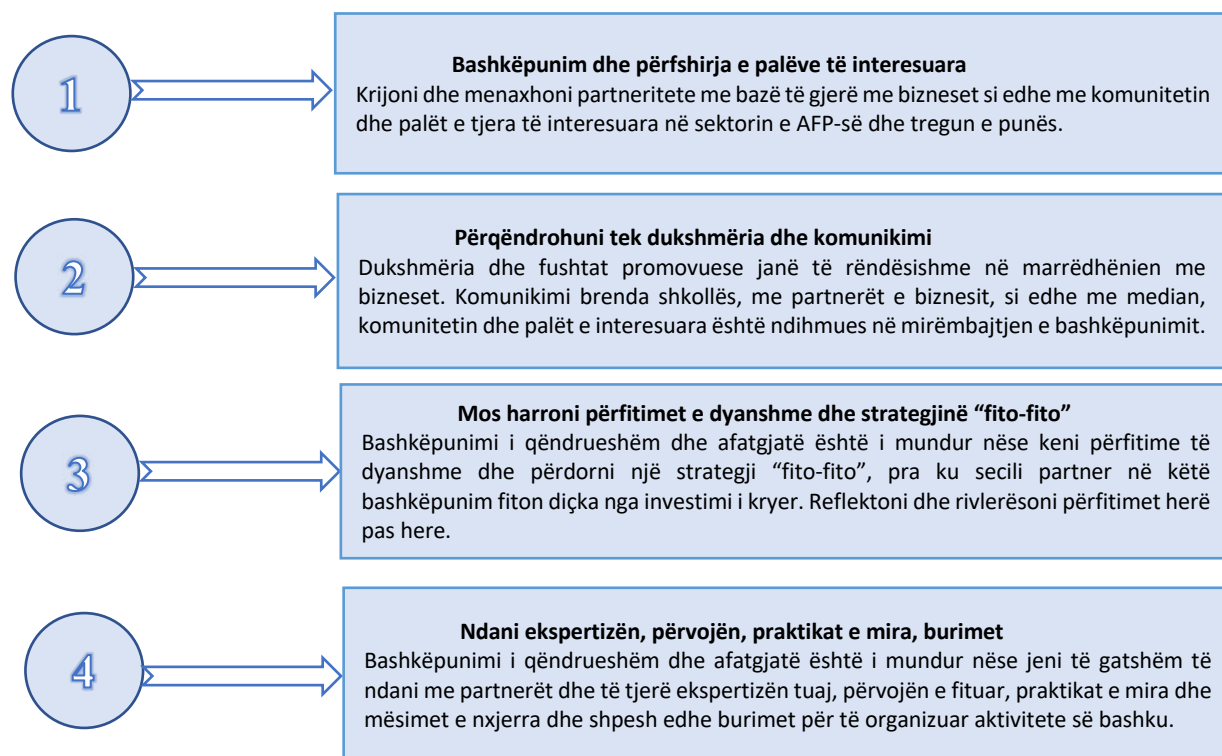 1
Bashkëpunim dhe përfshirja e palëve të interesuara
Krijoni dhe menaxhoni partneritete me bazë të gjerë me bizneset si edhe me komunitetin
dhe palët e tjera të interesuara në sektorin e AFP-së dhe tregun e punës.
2
Përqëndrohuni tek dukshmëria dhe komunikimi
Dukshmëria dhe fushtat promovuese janë të rëndësishme në marrëdhënien me
bizneset. Komunikimi brenda shkollës, me partnerët e biznesit, si edhe me median,
komunitetin dhe palët e interesuara është ndihmues në mirëmbajtjen e bashkëpunimit.
3
Mos harroni përfitimet e dyanshme dhe strategjinë “fito-fito”
Bashkëpunimi i qëndrueshëm dhe afatgjatë është i mundur nëse keni përfitime të
dyanshme dhe përdorni një strategji “fito-fito”, pra ku secili partner në këtë
bashkëpunim fiton diçka nga investimi i kryer. Reflektoni dhe rivlerësoni përfitimet herë
pas here.
4
Ndani ekspertizën, përvojën, praktikat e mira, burimet
Bashkëpunimi i qëndrueshëm dhe afatgjatë është i mundur nëse jeni të gatshëm të
ndani me partnerët dhe të tjerë ekspertizën tuaj, përvojën e fituar, praktikat e mira dhe
mësimet e nxjerra dhe shpesh edhe burimet për të organizuar aktivitete së bashku.